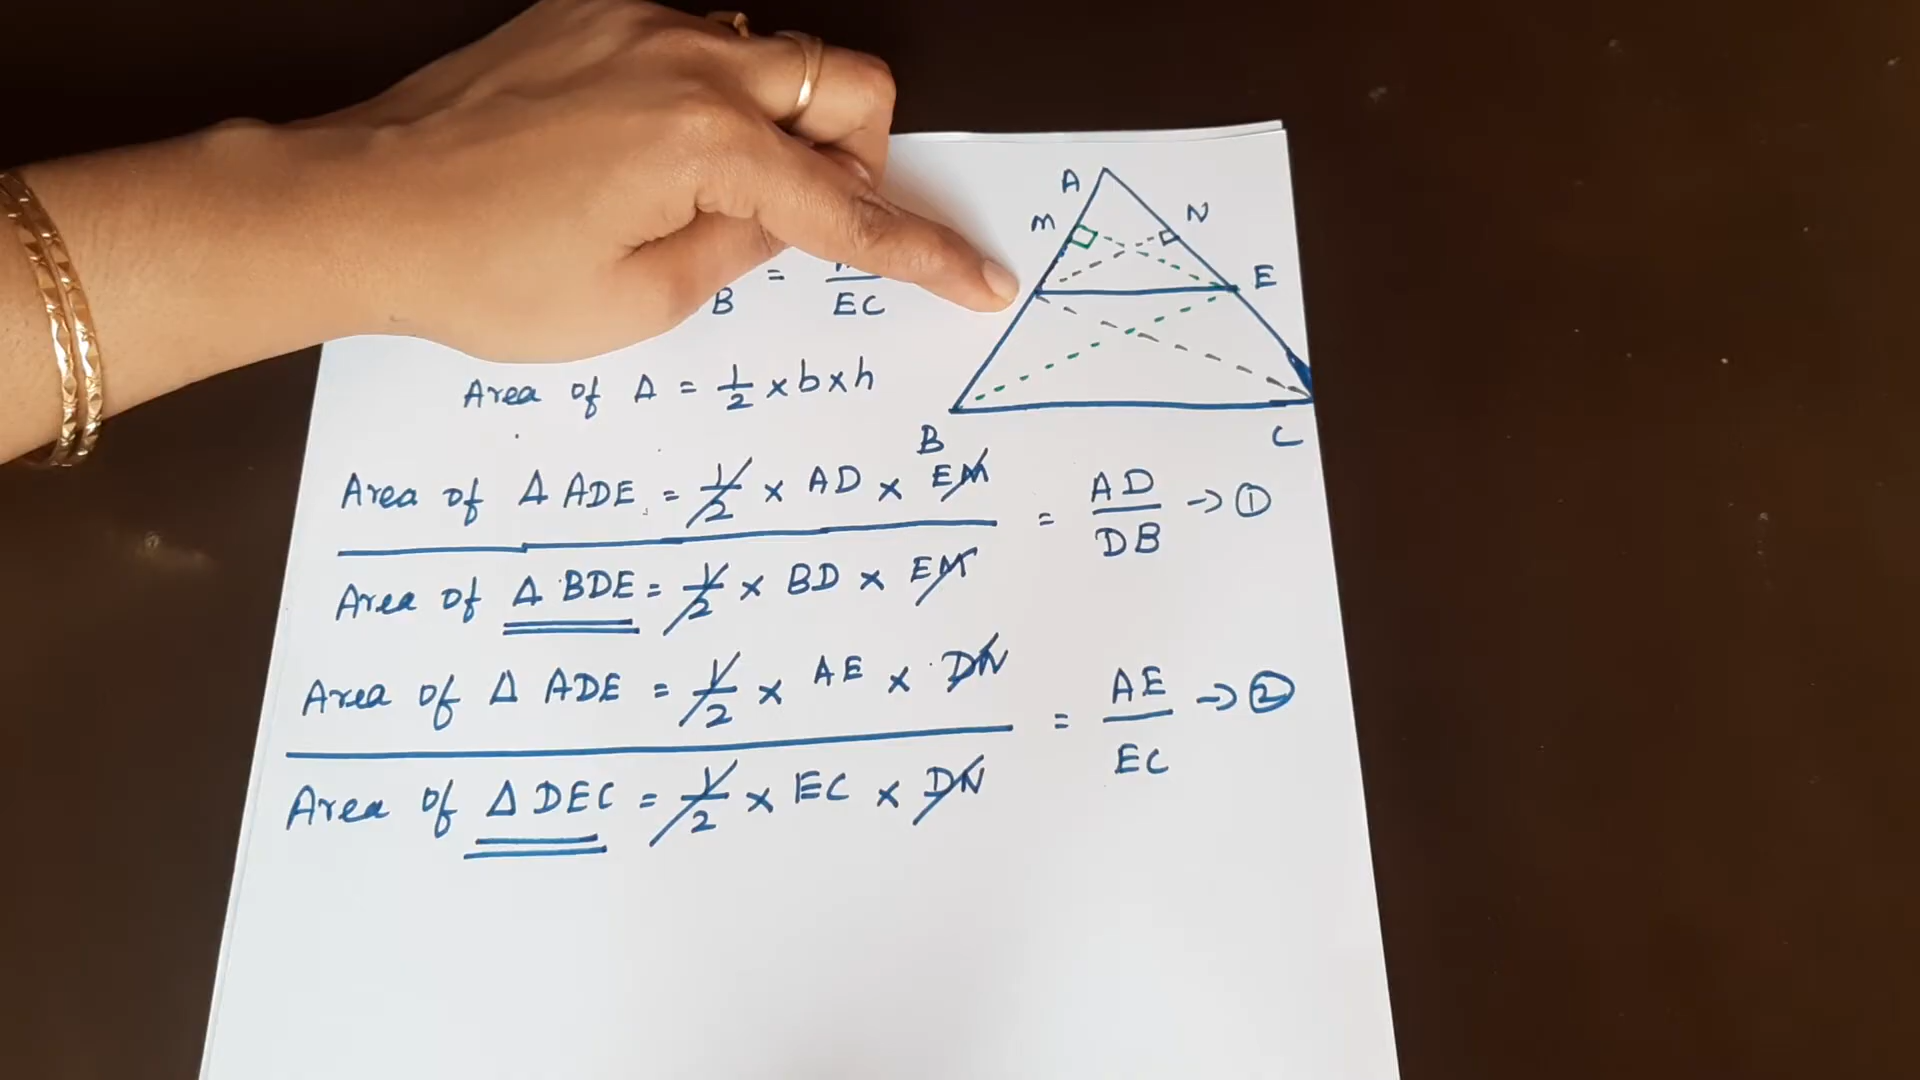 A
M
N
E
B = EC
Area of Δ = 1/2 × b × h
B
C
Area of Δ ADE = 1/2 × AD × EM = AD/DB → ①
Area of Δ BDE = 1/2 × BD × EM
Area of Δ ADE = 1/2 × AE × DN = AE/EC → ②
Area of Δ DEC = 1/2 × EC × DN